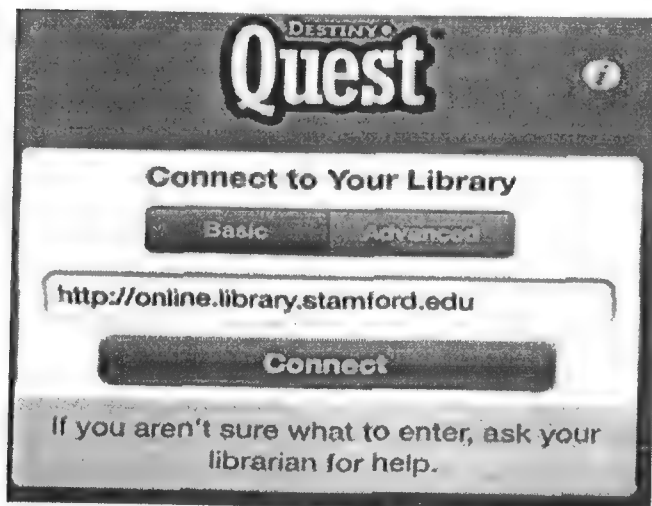 DESTINY
Quest
i
Connect to Your Library
Basic
Advanced
http://online.library.stamford.edu
Connect
If you aren't sure what to enter, ask your
librarian for help.